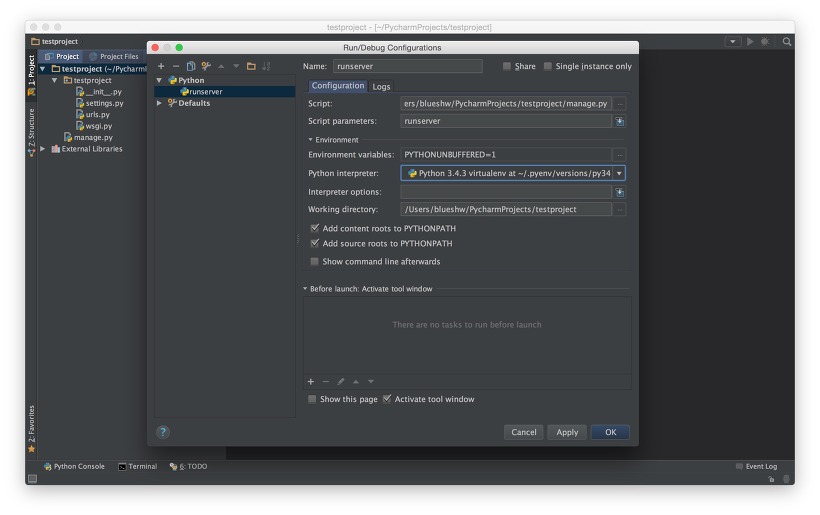 testproject - [~/PycharmProjects/testproject]
testproject
Run/Debug Configurations
Project
Project Files
1: Project
Z: Structure
2: Favorites
testproject (~/Pycharm
testproject
__init__.py
settings.py
urls.py
wsgi.py
manage.py
External Libraries
Python
runserver
Defaults
Name: runserver
Share
Single instance only
Configuration
Logs
Script: ers/blueshw/PycharmProjects/testproject/manage.py
Script parameters: runserver
Environment
Environment variables: PYTHONUNBUFFERED=1
Python interpreter: Python 3.4.3 virtualenv at ~/.pyenv/versions/py34
Interpreter options:
Working directory: /Users/blueshw/PycharmProjects/testproject
Add content roots to PYTHONPATH
Add source roots to PYTHONPATH
Show command line afterwards
Before launch: Activate tool window
There are no tasks to run before launch
Show this page
Activate tool window
? Cancel Apply OK
Python Console
Terminal
6: TODO
Event Log